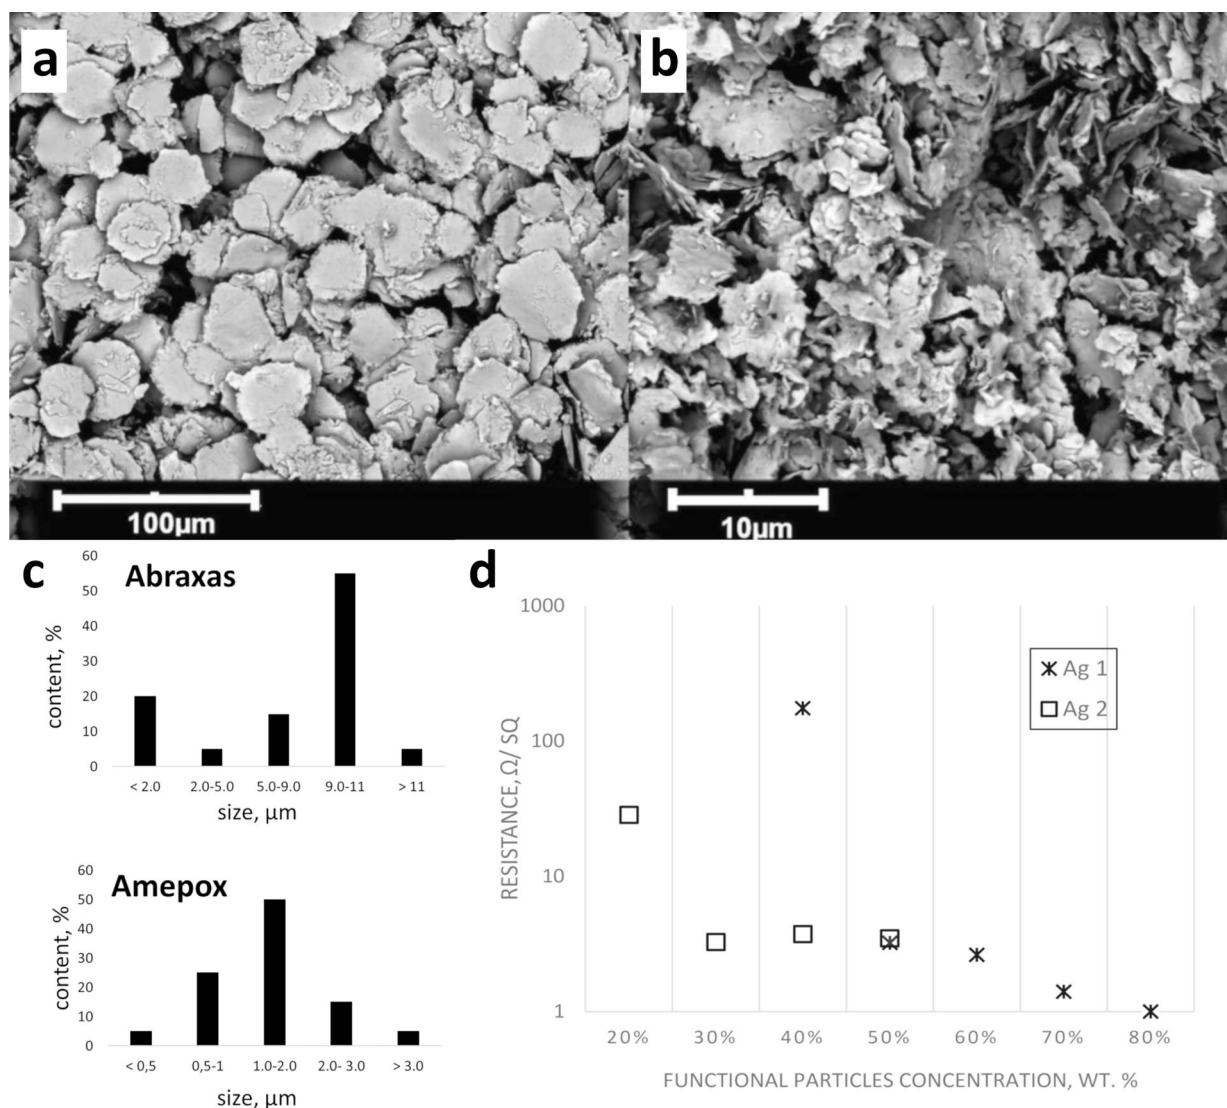 a
b
100µm
10µm
c
Abraxas
content, %
60
50
40
30
20
10
0
< 2.0 2.0-5.0 5.0-9.0 9.0-11 > 11
size, µm
Amepox
content, %
60
50
40
30
20
10
0
< 0,5 0,5-1 1.0-2.0 2.0- 3.0 > 3.0
size, µm
d
RESISTANCE, Ω/ SQ
1000
100
10
1
Ag 1
Ag 2
20% 30% 40% 50% 60% 70% 80%
FUNCTIONAL PARTICLES CONCENTRATION, WT. %